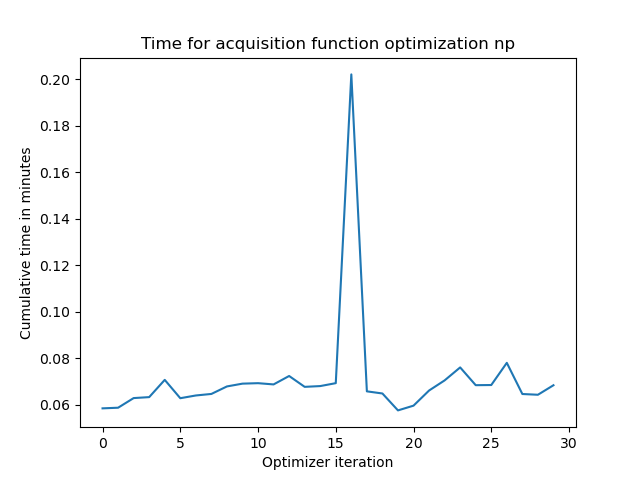 Time for acquisition function optimization np
0.20
0.18
0.16
0.14
0.12
0.10
0.08
0.06
Cumulative time in minutes
0 5 10 15 20 25 30
Optimizer iteration